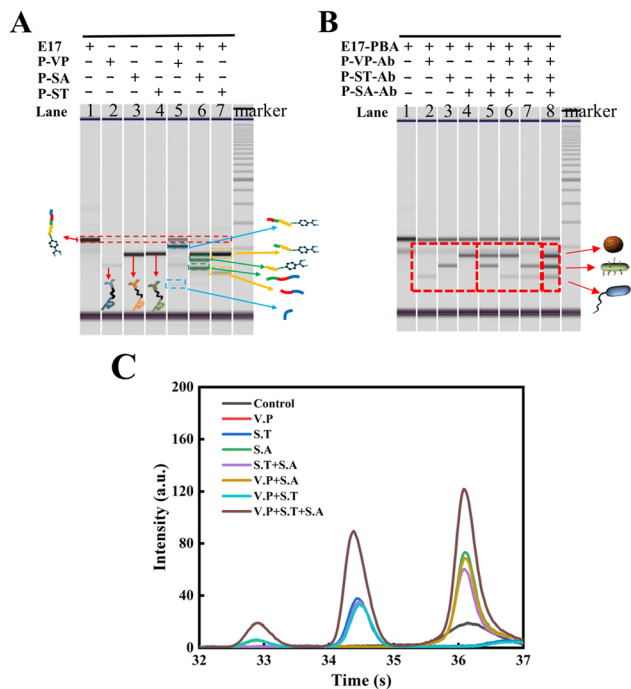 A
E17 + − − − + + +
P-VP − + − − + − −
P-SA − − + − − + −
P-ST − − − + − − +
Lane 1 2 3 4 5 6 7 marker
B
E17-PBA + + + + + + + +
P-VP-Ab − + − − − + + +
P-ST-Ab − − + − + − + +
P-SA-Ab − − − + + + − +
Lane 1 2 3 4 5 6 7 8 marker
C
200
160
120
80
40
0
Intensity (a.u.)
Control
V.P
S.T
S.A
S.T+S.A
V.P+S.A
V.P+S.T
V.P+S.T+S.A
32 33 34 35 36 37
Time (s)